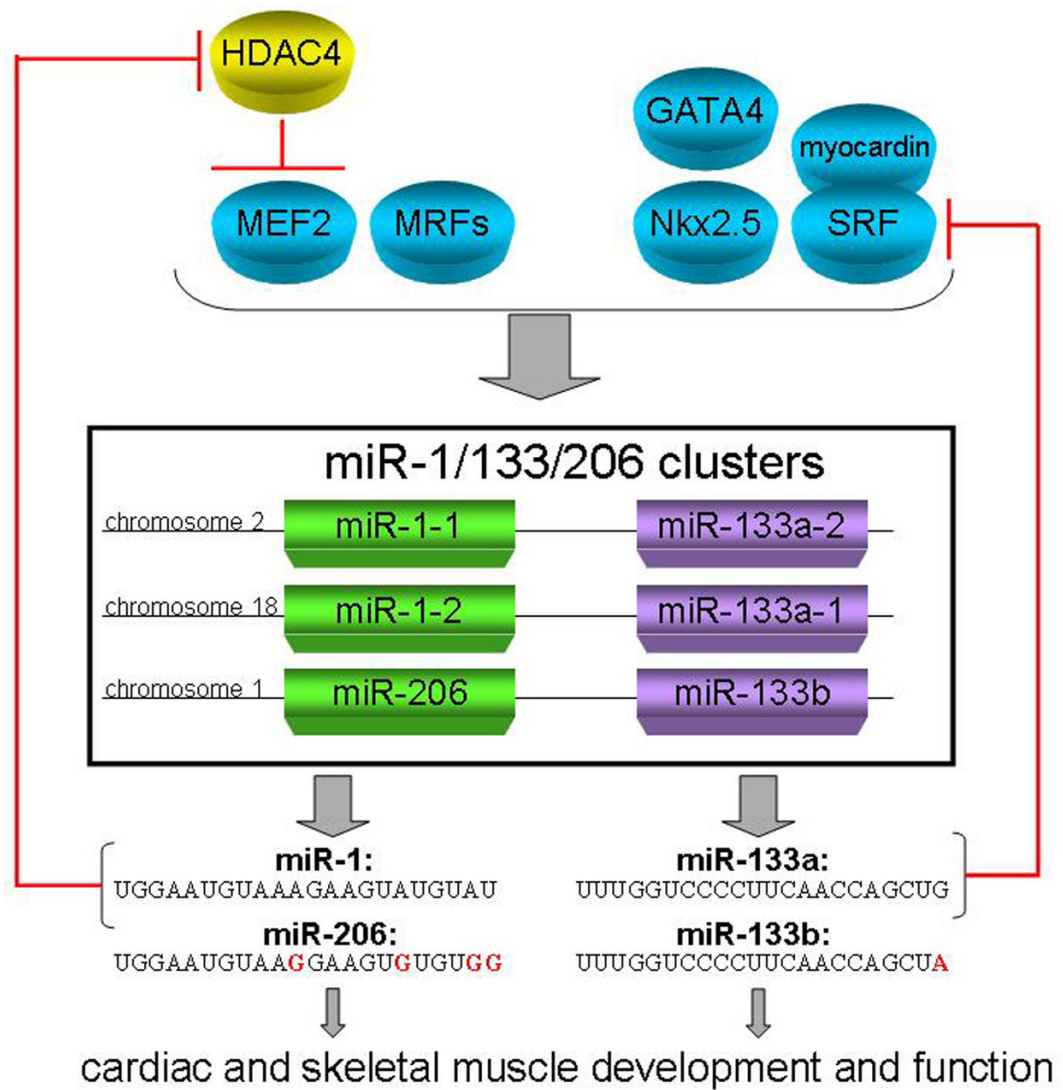 HDAC4
GATA4
myocardin
MEF2 MRFs Nkx2.5 SRF
miR-1/133/206 clusters
chromosome 2 miR-1-1 miR-133a-2
chromosome 18 miR-1-2 miR-133a-1
chromosome 1 miR-206 miR-133b
miR-1: miR-133a:
UGGAAUGUAAAGAAGUAUGUAU UUUGGUCCCCUUCAACCAGCUG
miR-206: miR-133b:
UGGAAUGUAAGGAAGUGUGUGG UUUGGUCCCCUUCAACCAGCUA
cardiac and skeletal muscle development and function